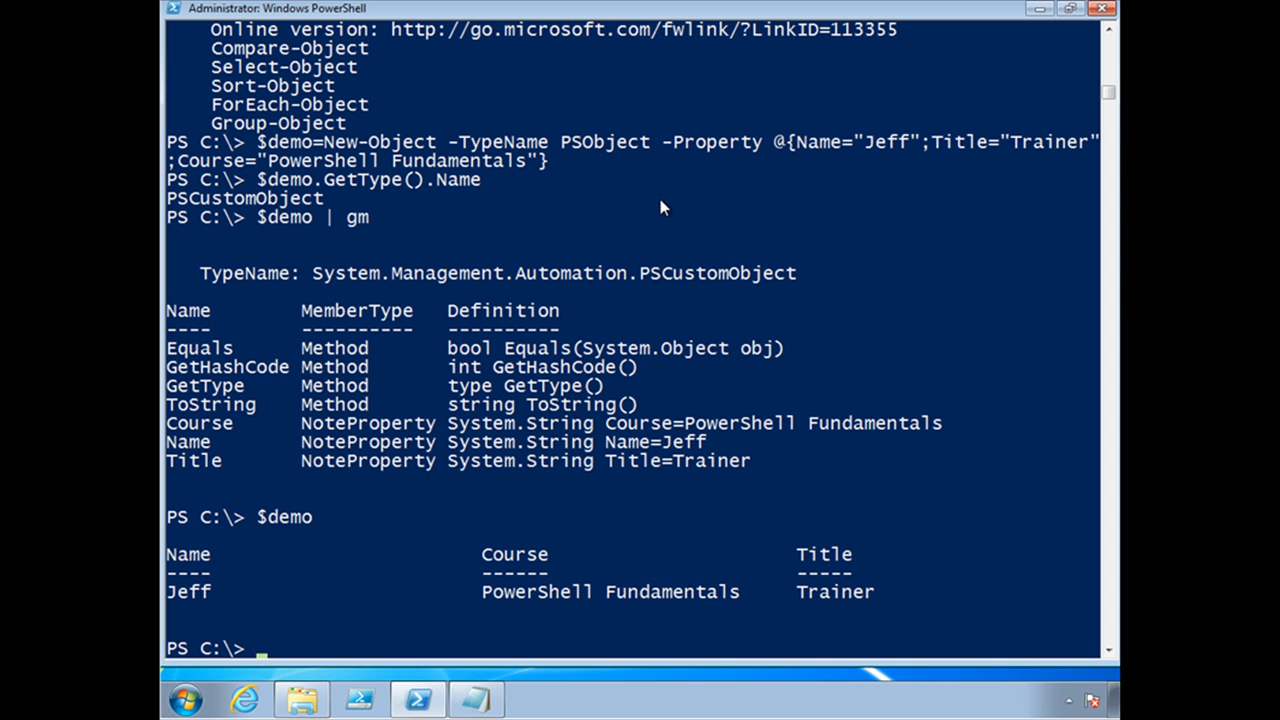 Administrator: Windows PowerShell
Online version: http://go.microsoft.com/fwlink/?LinkID=113355
Compare-Object
Select-Object
Sort-Object
ForEach-Object
Group-Object
PS C:\> $demo=New-Object -TypeName PSObject -Property @{Name="Jeff";Title="Trainer"
;Course="PowerShell Fundamentals"}
PS C:\> $demo.GetType().Name
PSCustomObject
PS C:\> $demo | gm
TypeName: System.Management.Automation.PSCustomObject
Name MemberType Definition
---- ---------- ----------
Equals Method bool Equals(System.Object obj)
GetHashCode Method int GetHashCode()
GetType Method type GetType()
ToString Method string ToString()
Course NoteProperty System.String Course=PowerShell Fundamentals
Name NoteProperty System.String Name=Jeff
Title NoteProperty System.String Title=Trainer
PS C:\> $demo
Name Course Title
---- ------ -----
Jeff PowerShell Fundamentals Trainer
PS C:\>